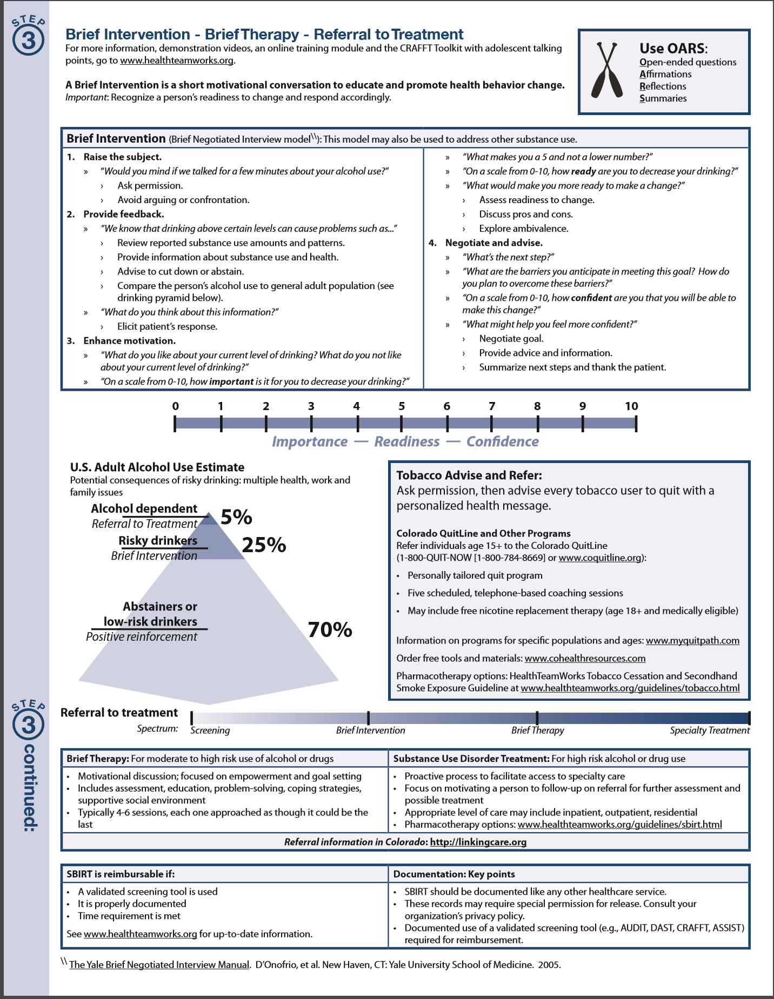 STEP
3
Brief Intervention - Brief Therapy - Referral to Treatment
For more information, demonstration videos, an online training module and the CRAFFT Toolkit with adolescent talking
points, go to www.healthteamworks.org.
A Brief Intervention is a short motivational conversation to educate and promote health behavior change.
Important: Recognize a person's readiness to change and respond accordingly.
Use OARS:
Open-ended questions
Affirmations
Reflections
Summaries
Brief Intervention (Brief Negotiated Interview model\\): This model may also be used to address other substance use.
1. Raise the subject.
» "Would you mind if we talked for a few minutes about your alcohol use?"
› Ask permission.
› Avoid arguing or confrontation.
2. Provide feedback.
» "We know that drinking above certain levels can cause problems such as..."
› Review reported substance use amounts and patterns.
› Provide information about substance use and health.
› Advise to cut down or abstain.
› Compare the person's alcohol use to general adult population (see
drinking pyramid below).
» "What do you think about this information?"
› Elicit patient's response.
3. Enhance motivation.
» "What do you like about your current level of drinking? What do you not like
about your current level of drinking?"
» "On a scale from 0-10, how important is it for you to decrease your drinking?"
» "What makes you a 5 and not a lower number?"
» "On a scale from 0-10, how ready are you to decrease your drinking?"
» "What would make you more ready to make a change?"
› Assess readiness to change.
› Discuss pros and cons.
› Explore ambivalence.
4. Negotiate and advise.
» "What's the next step?"
» "What are the barriers you anticipate in meeting this goal? How do
you plan to overcome these barriers?"
» "On a scale from 0-10, how confident are you that you will be able to
make this change?"
» "What might help you feel more confident?"
› Negotiate goal.
› Provide advice and information.
› Summarize next steps and thank the patient.
0 1 2 3 4 5 6 7 8 9 10
Importance — Readiness — Confidence
U.S. Adult Alcohol Use Estimate
Potential consequences of risky drinking: multiple health, work and
family issues
Alcohol dependent
Referral to Treatment
5%
Risky drinkers
Brief Intervention
25%
Abstainers or
low-risk drinkers
Positive reinforcement
70%
Tobacco Advise and Refer:
Ask permission, then advise every tobacco user to quit with a
personalized health message.
Colorado QuitLine and Other Programs
Refer individuals age 15+ to the Colorado QuitLine
(1-800-QUIT-NOW [1-800-784-8669] or www.coquitline.org):
• Personally tailored quit program
• Five scheduled, telephone-based coaching sessions
• May include free nicotine replacement therapy (age 18+ and medically eligible)
Information on programs for specific populations and ages: www.myquitpath.com
Order free tools and materials: www.cohealthresources.com
Pharmacotherapy options: HealthTeamWorks Tobacco Cessation and Secondhand
Smoke Exposure Guideline at www.healthteamworks.org/guidelines/tobacco.html
STEP
3
continued:
Referral to treatment
Spectrum:
Screening Brief Intervention Brief Therapy Specialty Treatment
Brief Therapy: For moderate to high risk use of alcohol or drugs
• Motivational discussion; focused on empowerment and goal setting
• Includes assessment, education, problem-solving, coping strategies,
supportive social environment
• Typically 4-6 sessions, each one approached as though it could be the
last
Substance Use Disorder Treatment: For high risk alcohol or drug use
• Proactive process to facilitate access to specialty care
• Focus on motivating a person to follow-up on referral for further assessment and
possible treatment
• Appropriate level of care may include inpatient, outpatient, residential
• Pharmacotherapy options: www.healthteamworks.org/guidelines/sbirt.html
Referral information in Colorado: http://linkingcare.org
SBIRT is reimbursable if:
• A validated screening tool is used
• It is properly documented
• Time requirement is met
See www.healthteamworks.org for up-to-date information.
Documentation: Key points
• SBIRT should be documented like any other healthcare service.
• These records may require special permission for release. Consult your
organization's privacy policy.
• Documented use of a validated screening tool (e.g., AUDIT, DAST, CRAFFT, ASSIST)
required for reimbursement.
\\ The Yale Brief Negotiated Interview Manual. D'Onofrio, et al. New Haven, CT: Yale University School of Medicine. 2005.